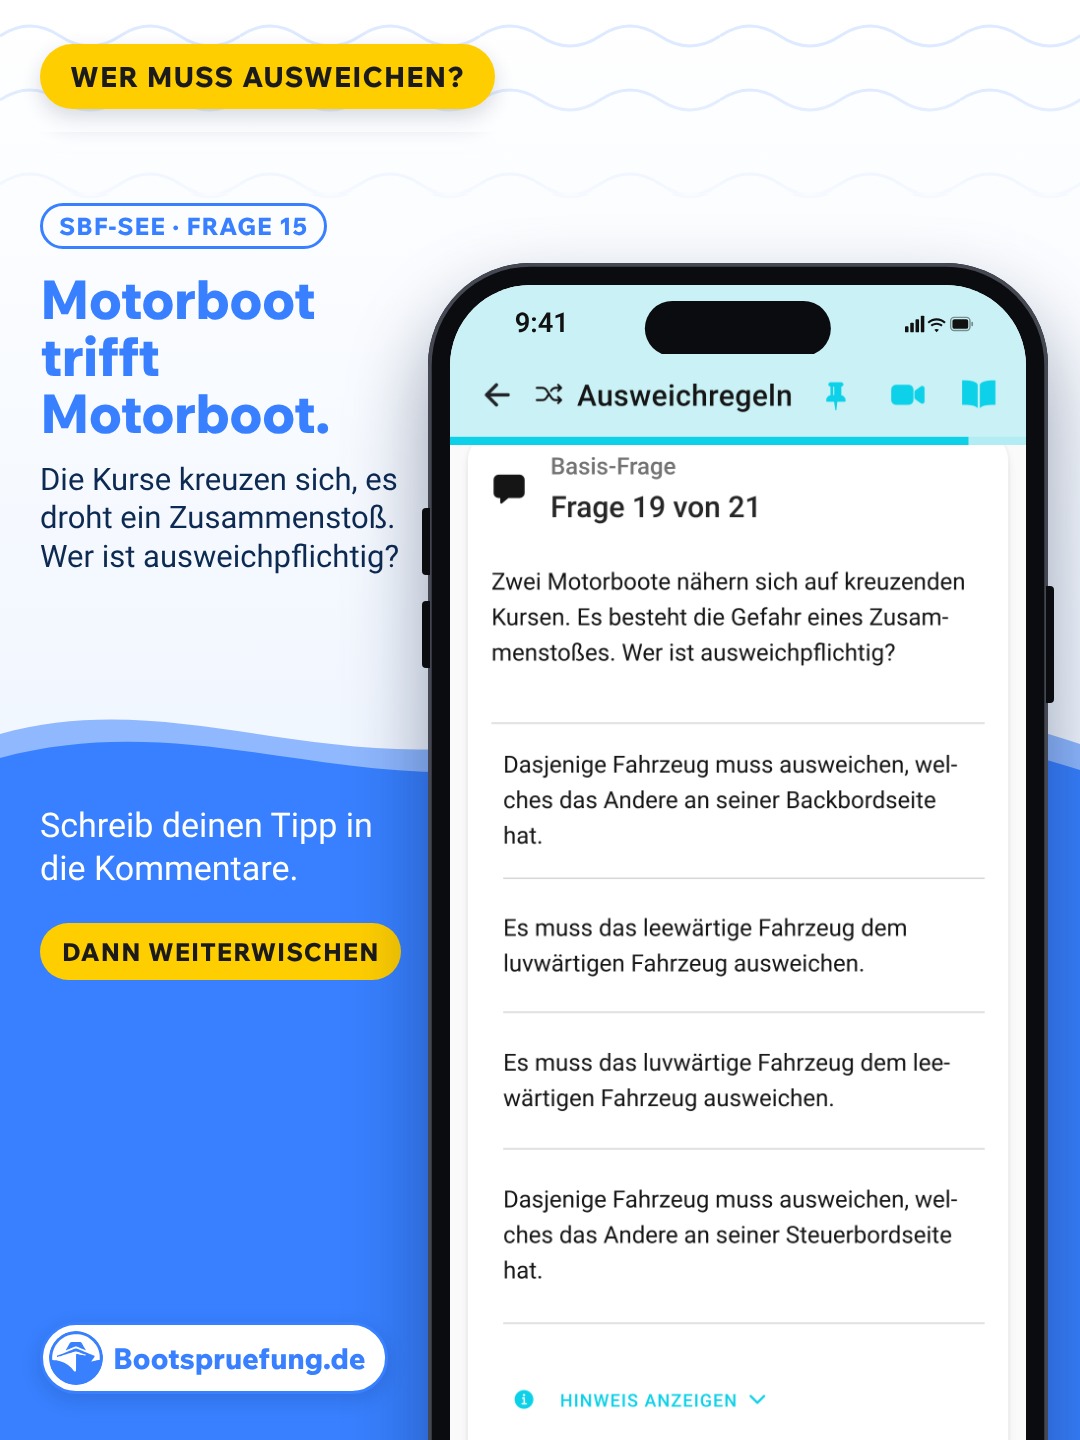 WER MUSS AUSWEICHEN?
SBF-SEE · FRAGE 15
Motorboot
trifft
Motorboot.
Die Kurse kreuzen sich, es
droht ein Zusammenstoß.
Wer ist ausweichpflichtig?
Schreib deinen Tipp in
die Kommentare.
DANN WEITERWISCHEN
Bootspruefung.de
9:41
Ausweichregeln
Basis-Frage
Frage 19 von 21
Zwei Motorboote nähern sich auf kreuzenden
Kursen. Es besteht die Gefahr eines Zusam-
menstoßes. Wer ist ausweichpflichtig?
Dasjenige Fahrzeug muss ausweichen, wel-
ches das Andere an seiner Backbordseite
hat.
Es muss das leewärtige Fahrzeug dem
luvwärtigen Fahrzeug ausweichen.
Es muss das luvwärtige Fahrzeug dem lee-
wärtigen Fahrzeug ausweichen.
Dasjenige Fahrzeug muss ausweichen, wel-
ches das Andere an seiner Steuerbordseite
hat.
HINWEIS ANZEIGEN